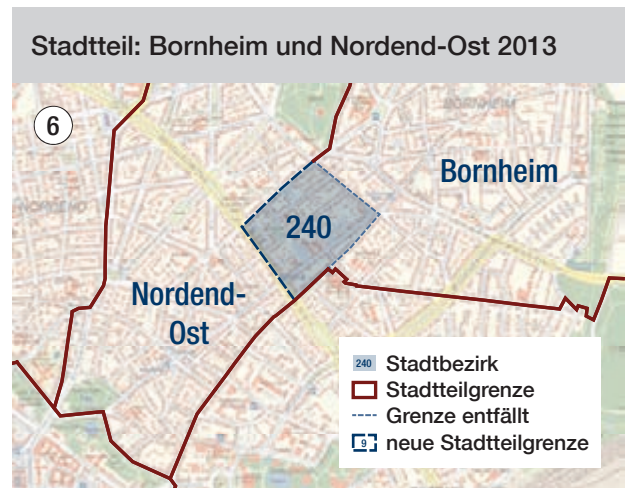 Stadtteil: Bornheim und Nordend-Ost 2013
6
BORNHEIM
Bornheim
240
Nordend-
Ost
240 Stadtbezirk
Stadtteilgrenze
Grenze entfällt
9 neue Stadtteilgrenze